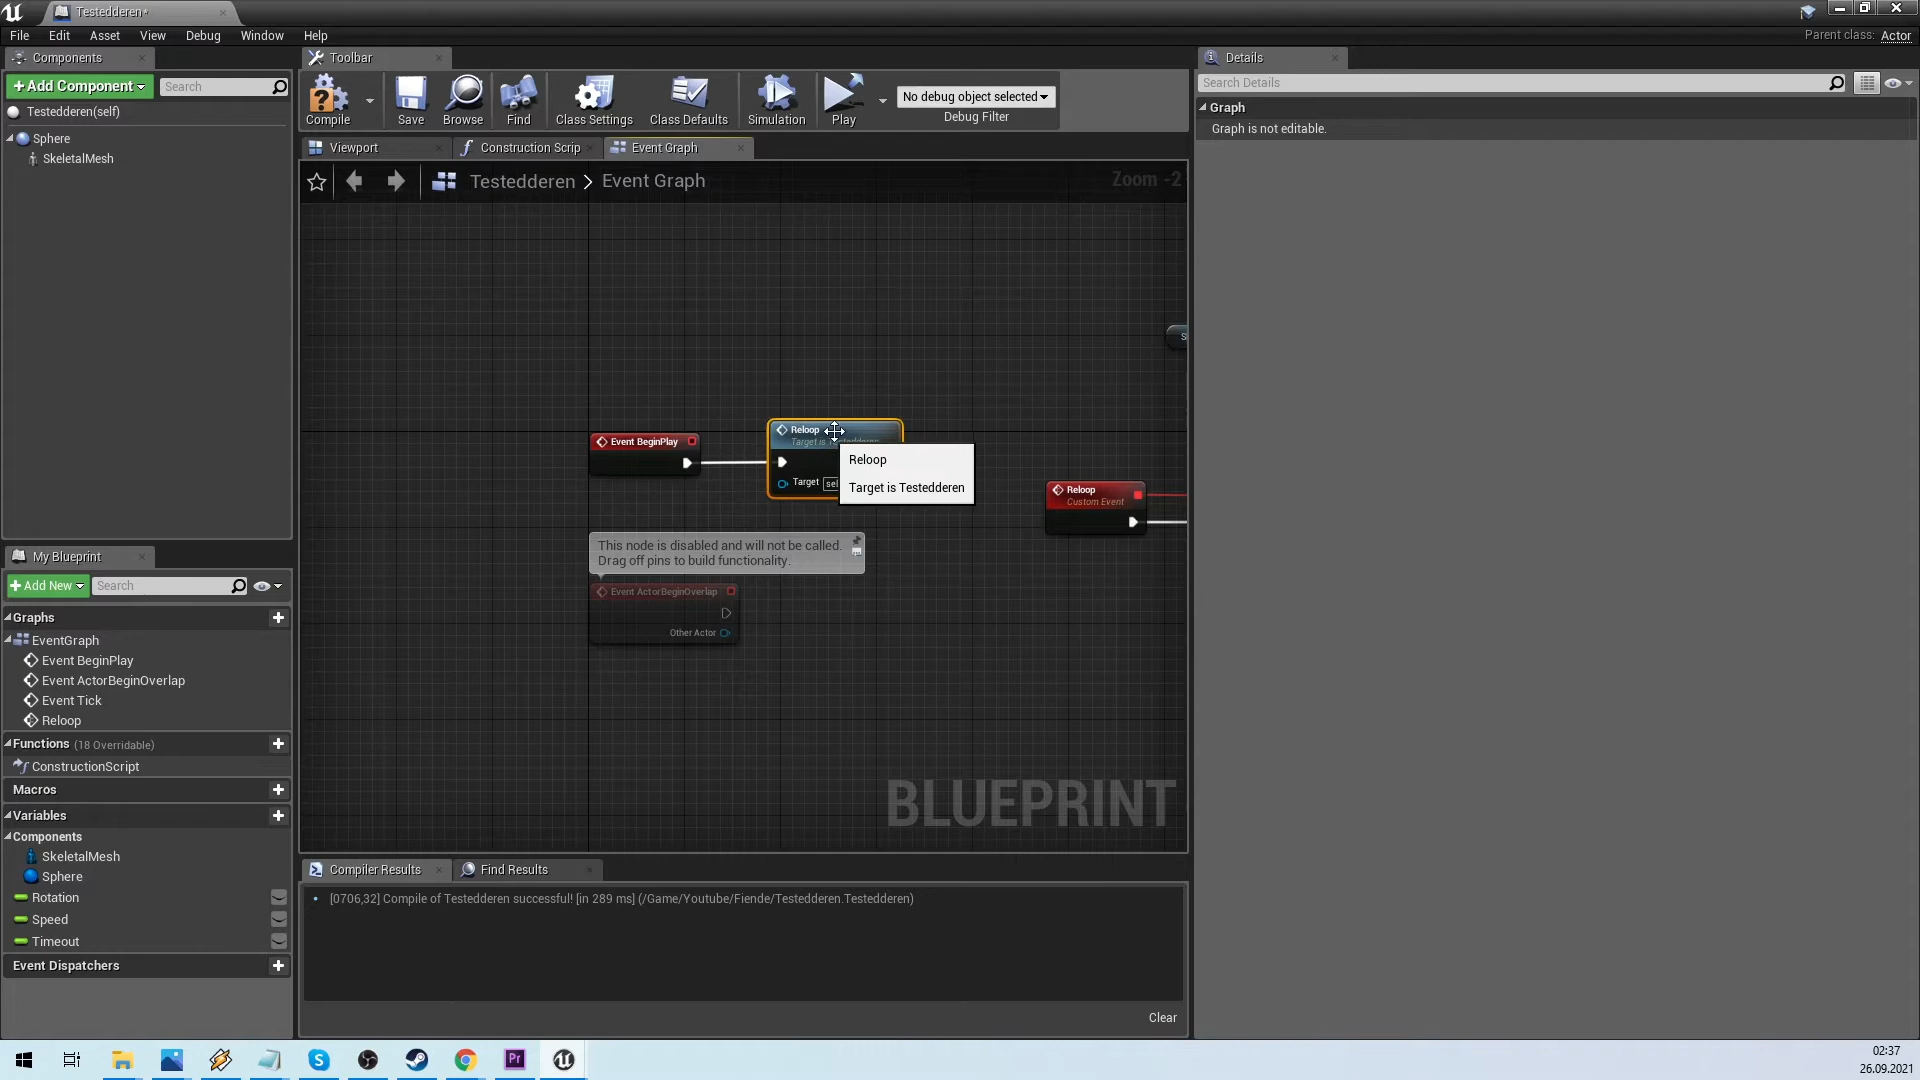 Testedderen*
File Edit Asset View Debug Window Help
Parent class: Actor
Components
+ Add Component
Search
Testedderen(self)
Sphere
SkeletalMesh
Toolbar
Compile
Save
Browse
Find
Class Settings
Class Defaults
Simulation
Play
No debug object selected
Debug Filter
Viewport
Construction Scrip
Event Graph
Testedderen > Event Graph
Zoom -2
Event BeginPlay
Reloop
Target is Testedderen
Target
Reloop
Target is Testedderen
Reloop
Custom Event
This node is disabled and will not be called.
Drag off pins to build functionality.
Event ActorBeginOverlap
Other Actor
BLUEPRINT
Details
Search Details
Graph
Graph is not editable.
My Blueprint
+ Add New
Search
Graphs
EventGraph
Event BeginPlay
Event ActorBeginOverlap
Event Tick
Reloop
Functions (18 Overridable)
ConstructionScript
Macros
Variables
Components
SkeletalMesh
Sphere
Rotation
Speed
Timeout
Event Dispatchers
Compiler Results
Find Results
[0706,32] Compile of Testedderen successful! [in 289 ms] (/Game/Youtube/Fiende/Testedderen.Testedderen)
Clear
Pr
02:37
26.09.2021